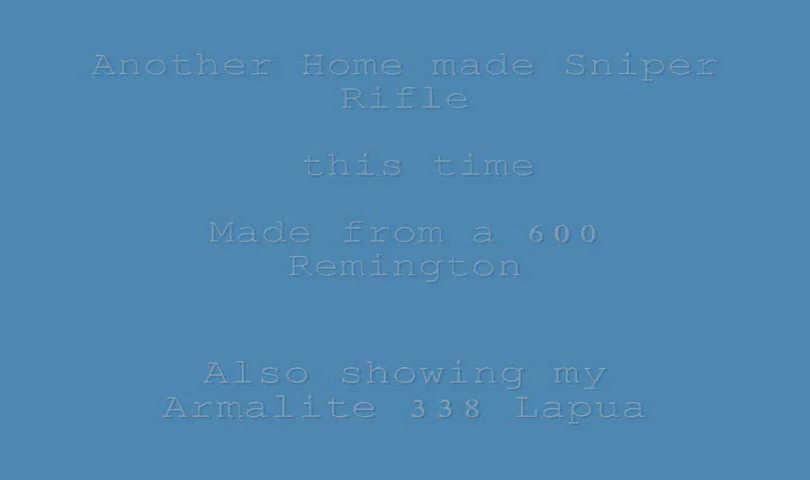 Another Home made Sniper
Rifle
this time
Made from a 600
Remington
Also showing my
Armalite 338 Lapua